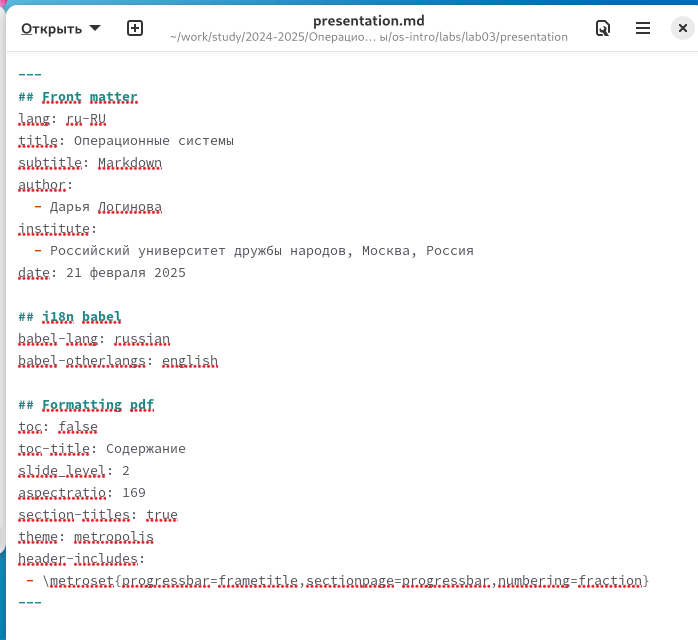 Открыть
presentation.md
~/work/study/2024-2025/Операцио… ы/os-intro/labs/lab03/presentation
---
## Front matter
lang: ru-RU
title: Операционные системы
subtitle: Markdown
author:
- Дарья Логинова
institute:
- Российский университет дружбы народов, Москва, Россия
date: 21 февраля 2025
## i18n babel
babel-lang: russian
babel-otherlangs: english
## Formatting pdf
toc: false
toc-title: Содержание
slide_level: 2
aspectratio: 169
section-titles: true
theme: metropolis
header-includes:
- \metroset{progressbar=frametitle,sectionpage=progressbar,numbering=fraction}
---